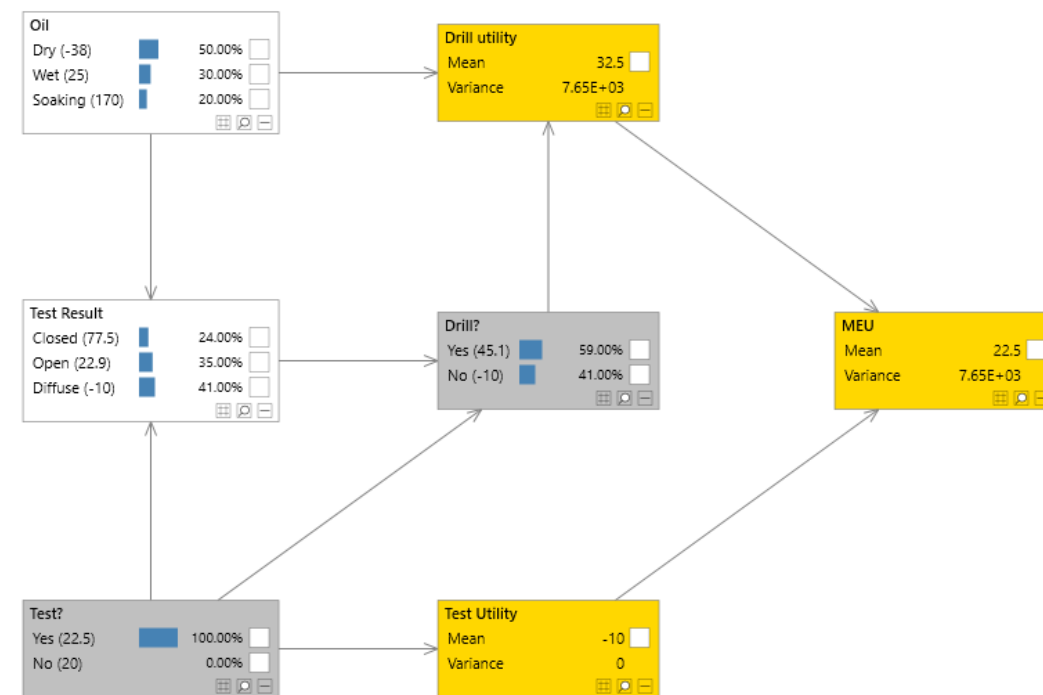 Oil
Dry (-38) 50.00%
Wet (25) 30.00%
Soaking (170) 20.00%
Drill utility
Mean 32.5
Variance 7.65E+03
Test Result
Closed (77.5) 24.00%
Open (22.9) 35.00%
Diffuse (-10) 41.00%
Drill?
Yes (45.1) 59.00%
No (-10) 41.00%
MEU
Mean 22.5
Variance 7.65E+03
Test?
Yes (22.5) 100.00%
No (20) 0.00%
Test Utility
Mean -10
Variance 0